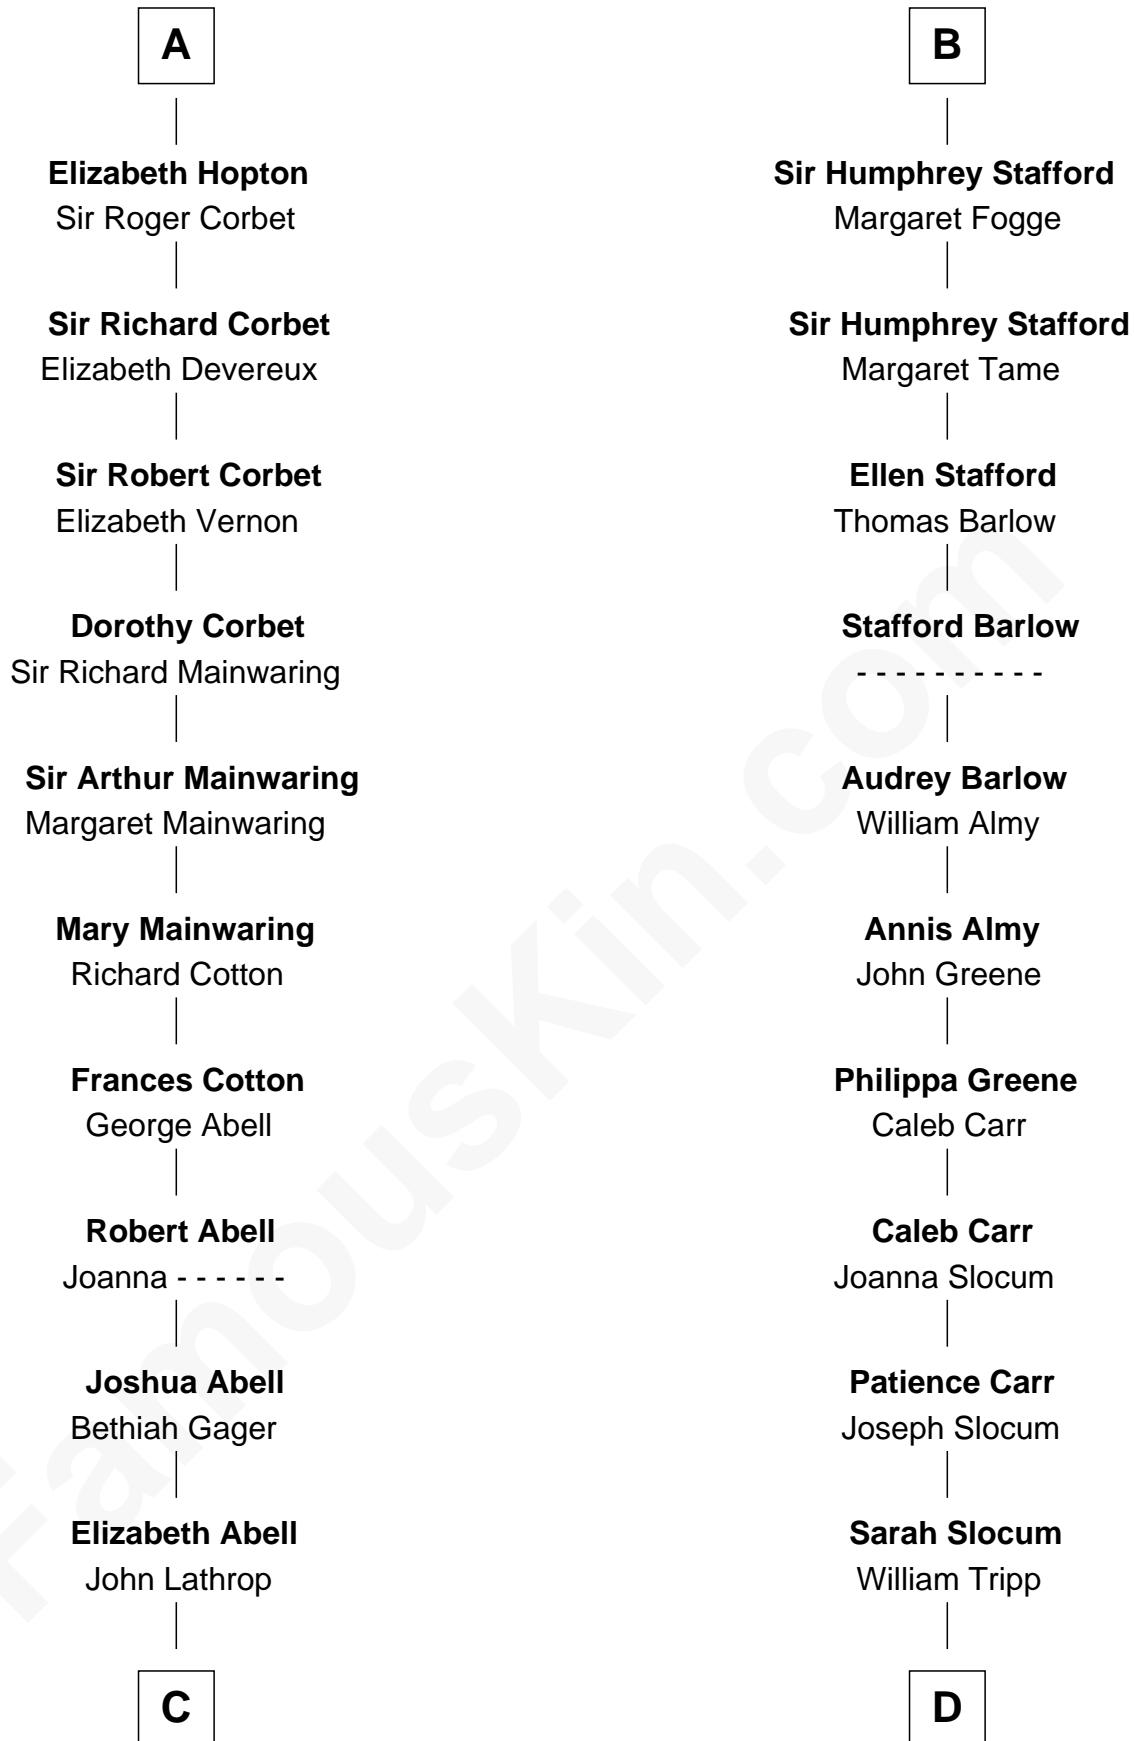 A
Elizabeth Hopton
Sir Roger Corbet
Sir Richard Corbet
Elizabeth Devereux
Sir Robert Corbet
Elizabeth Vernon
Dorothy Corbet
Sir Richard Mainwaring
Sir Arthur Mainwaring
Margaret Mainwaring
Mary Mainwaring
Richard Cotton
Frances Cotton
George Abell
Robert Abell
Joanna - - - - - -
Joshua Abell
Bethiah Gager
Elizabeth Abell
John Lathrop
C
B
Sir Humphrey Stafford
Margaret Fogge
Sir Humphrey Stafford
Margaret Tame
Ellen Stafford
Thomas Barlow
Stafford Barlow
- - - - - - - - - -
Audrey Barlow
William Almy
Annis Almy
John Greene
Philippa Greene
Caleb Carr
Caleb Carr
Joanna Slocum
Patience Carr
Joseph Slocum
Sarah Slocum
William Tripp
D
FamousKin.com